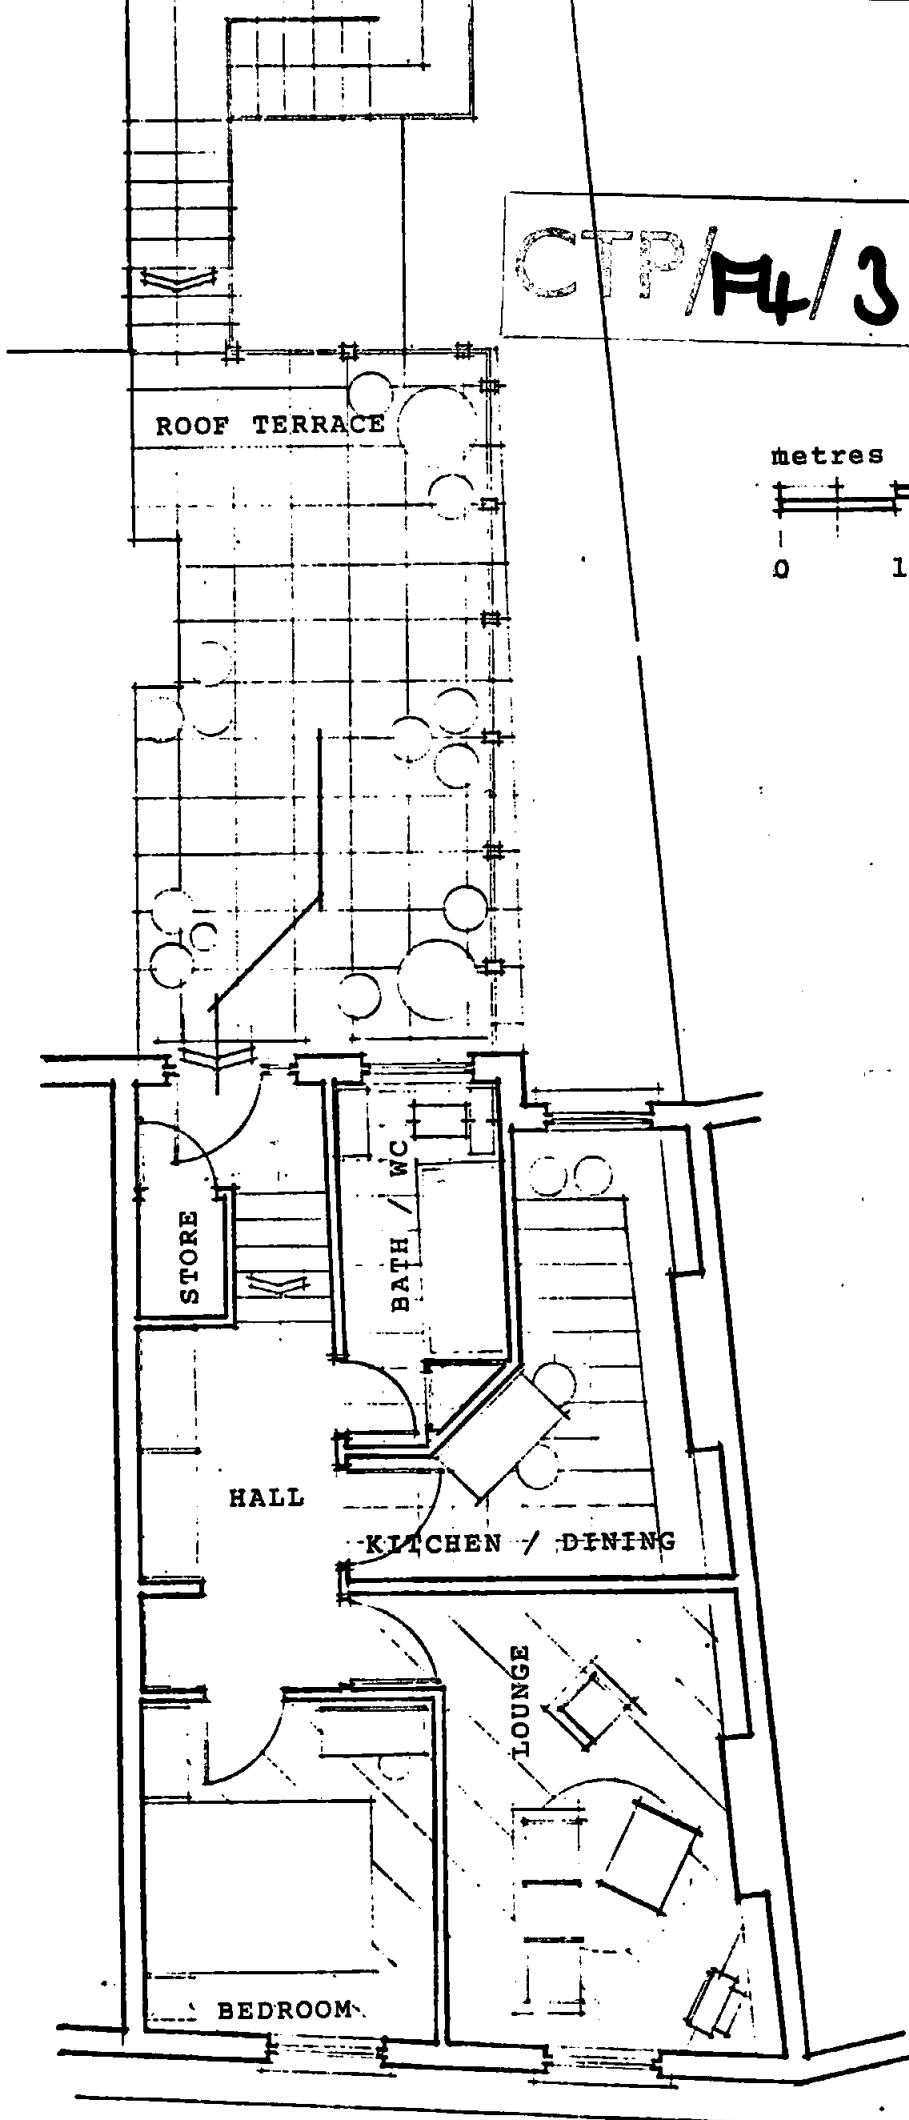 CTP/F4/3
ROOF TERRACE
metres
0 1
STORE
BATH / WC
HALL
KITCHEN / DINING
LOUNGE
BEDROOM